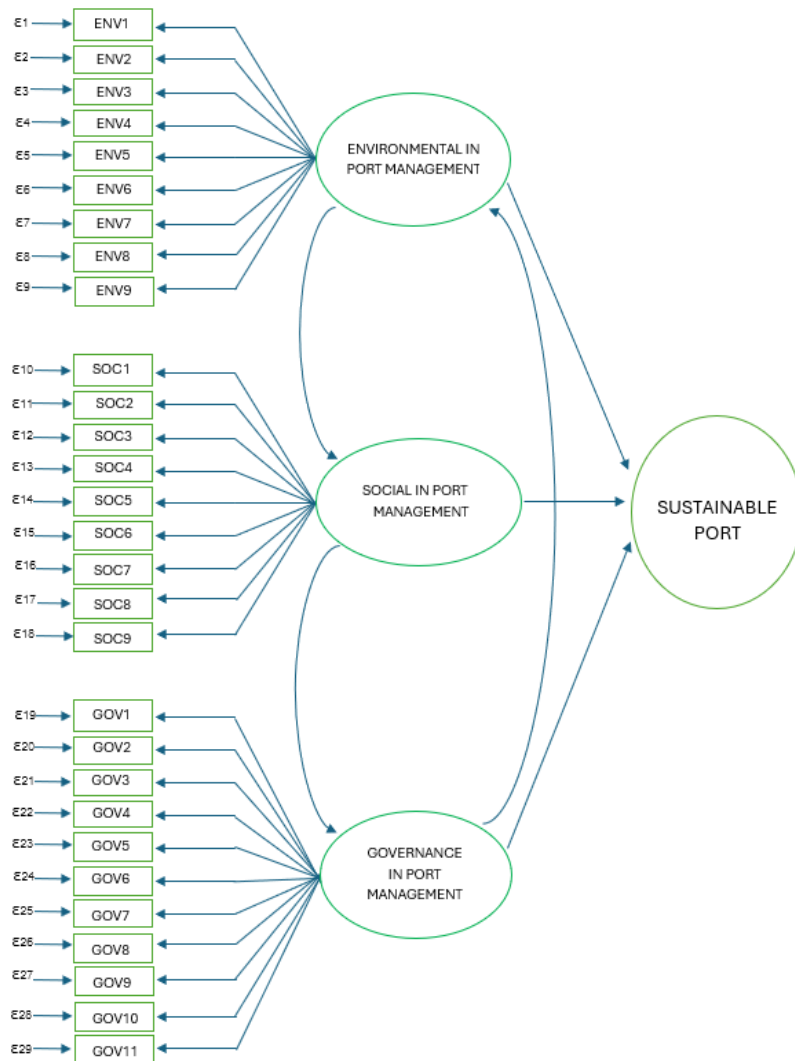 ε1
ENV1
ε2
ENV2
ε3
ENV3
ε4
ENV4
ε5
ENV5
ε6
ENV6
ε7
ENV7
ε8
ENV8
ε9
ENV9
ENVIRONMENTAL IN
PORT MANAGEMENT
ε10
SOC1
ε11
SOC2
ε12
SOC3
ε13
SOC4
ε14
SOC5
ε15
SOC6
ε16
SOC7
ε17
SOC8
ε18
SOC9
SOCIAL IN PORT
MANAGEMENT
SUSTAINABLE
PORT
ε19
GOV1
ε20
GOV2
ε21
GOV3
ε22
GOV4
ε23
GOV5
ε24
GOV6
ε25
GOV7
ε26
GOV8
ε27
GOV9
ε28
GOV10
ε29
GOV11
GOVERNANCE
IN PORT
MANAGEMENT